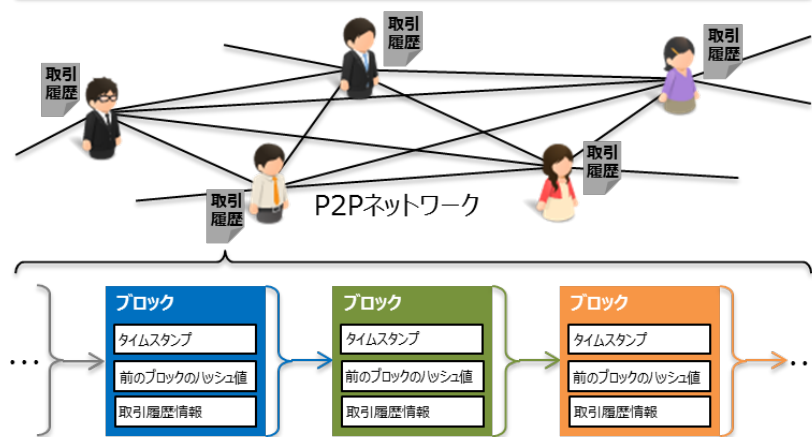 取引
履歴
取引
履歴
取引
履歴
取引
履歴
取引
履歴
P2Pネットワーク
ブロック
タイムスタンプ
前のブロックのハッシュ値
取引履歴情報
ブロック
タイムスタンプ
前のブロックのハッシュ値
取引履歴情報
ブロック
タイムスタンプ
前のブロックのハッシュ値
取引履歴情報